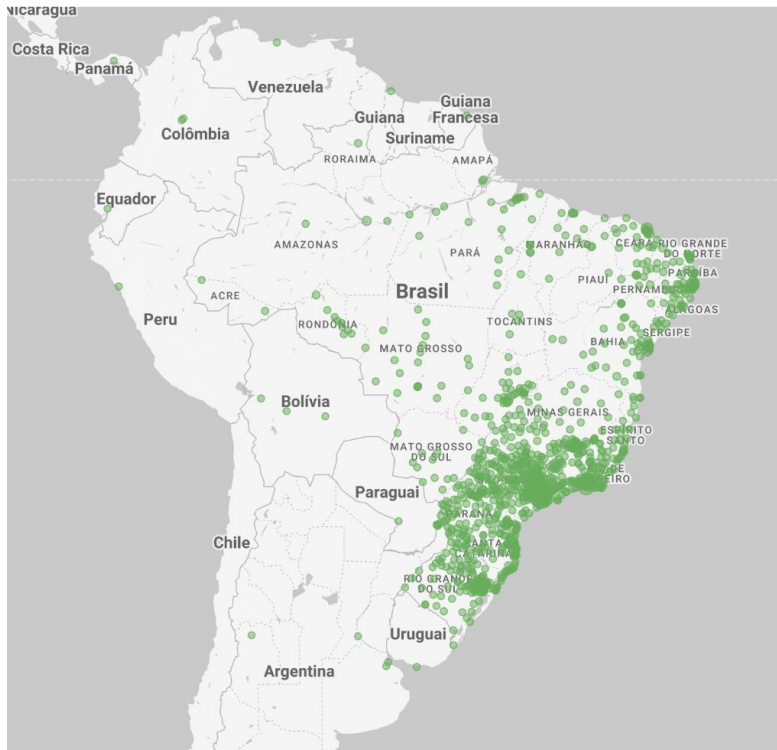 Nicarágua
Costa Rica
Panamá
Venezuela
Guiana
Guiana
Francesa
Colômbia
Suriname
RORAIMA
AMAPÁ
Equador
AMAZONAS
PARÁ
MARANHÃO
CEARÁ
RIO GRANDE
DO NORTE
PARAÍBA
PIAUÍ
PERNAMBUCO
ACRE
Brasil
ALAGOAS
Peru
RONDÔNIA
TOCANTINS
SERGIPE
BAHIA
MATO GROSSO
Bolívia
MINAS GERAIS
ESPÍRITO
SANTO
MATO GROSSO
DO SUL
RIO DE
JANEIRO
Paraguai
PARANÁ
Chile
SANTA
CATARINA
RIO GRANDE
DO SUL
Uruguai
Argentina